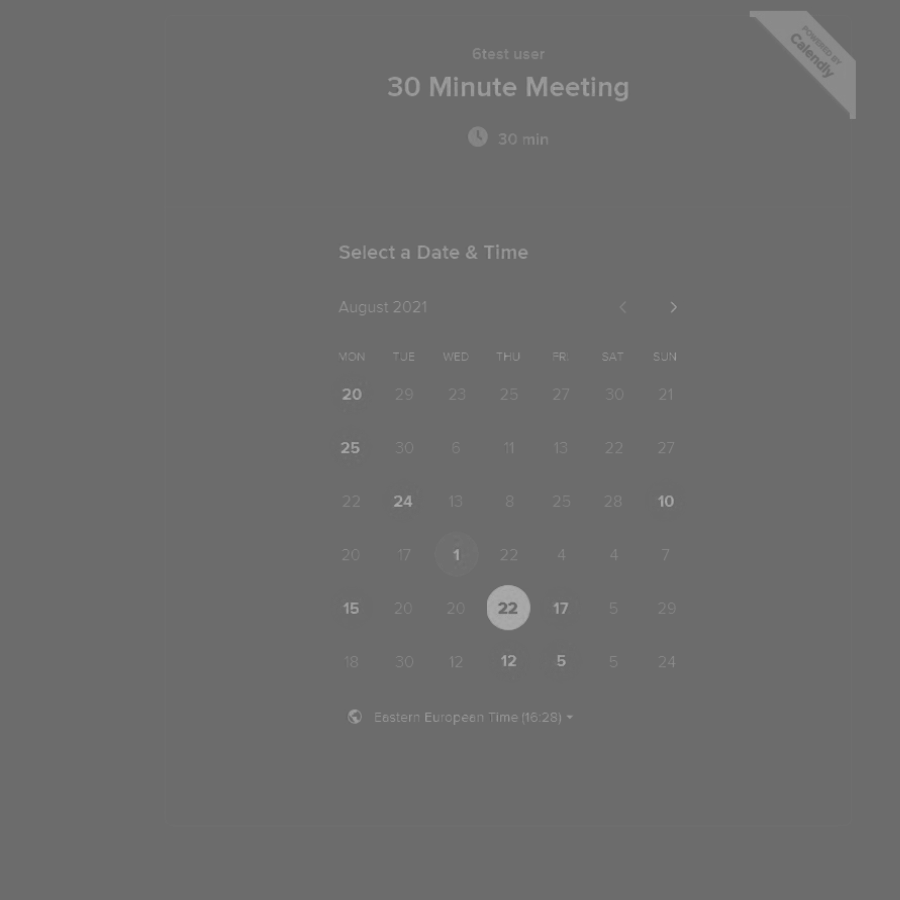 POWERED BY
Calendly
6test user
30 Minute Meeting
30 min
Select a Date & Time
August 2021
MON TUE WED THU FRI SAT SUN
20 29 23 25 27 30 21
25 30 6 11 13 22 27
22 24 13 8 25 28 10
20 17 1 22 4 4 7
15 20 20 22 17 5 29
18 30 12 12 5 5 24
Eastern European Time (16:28)